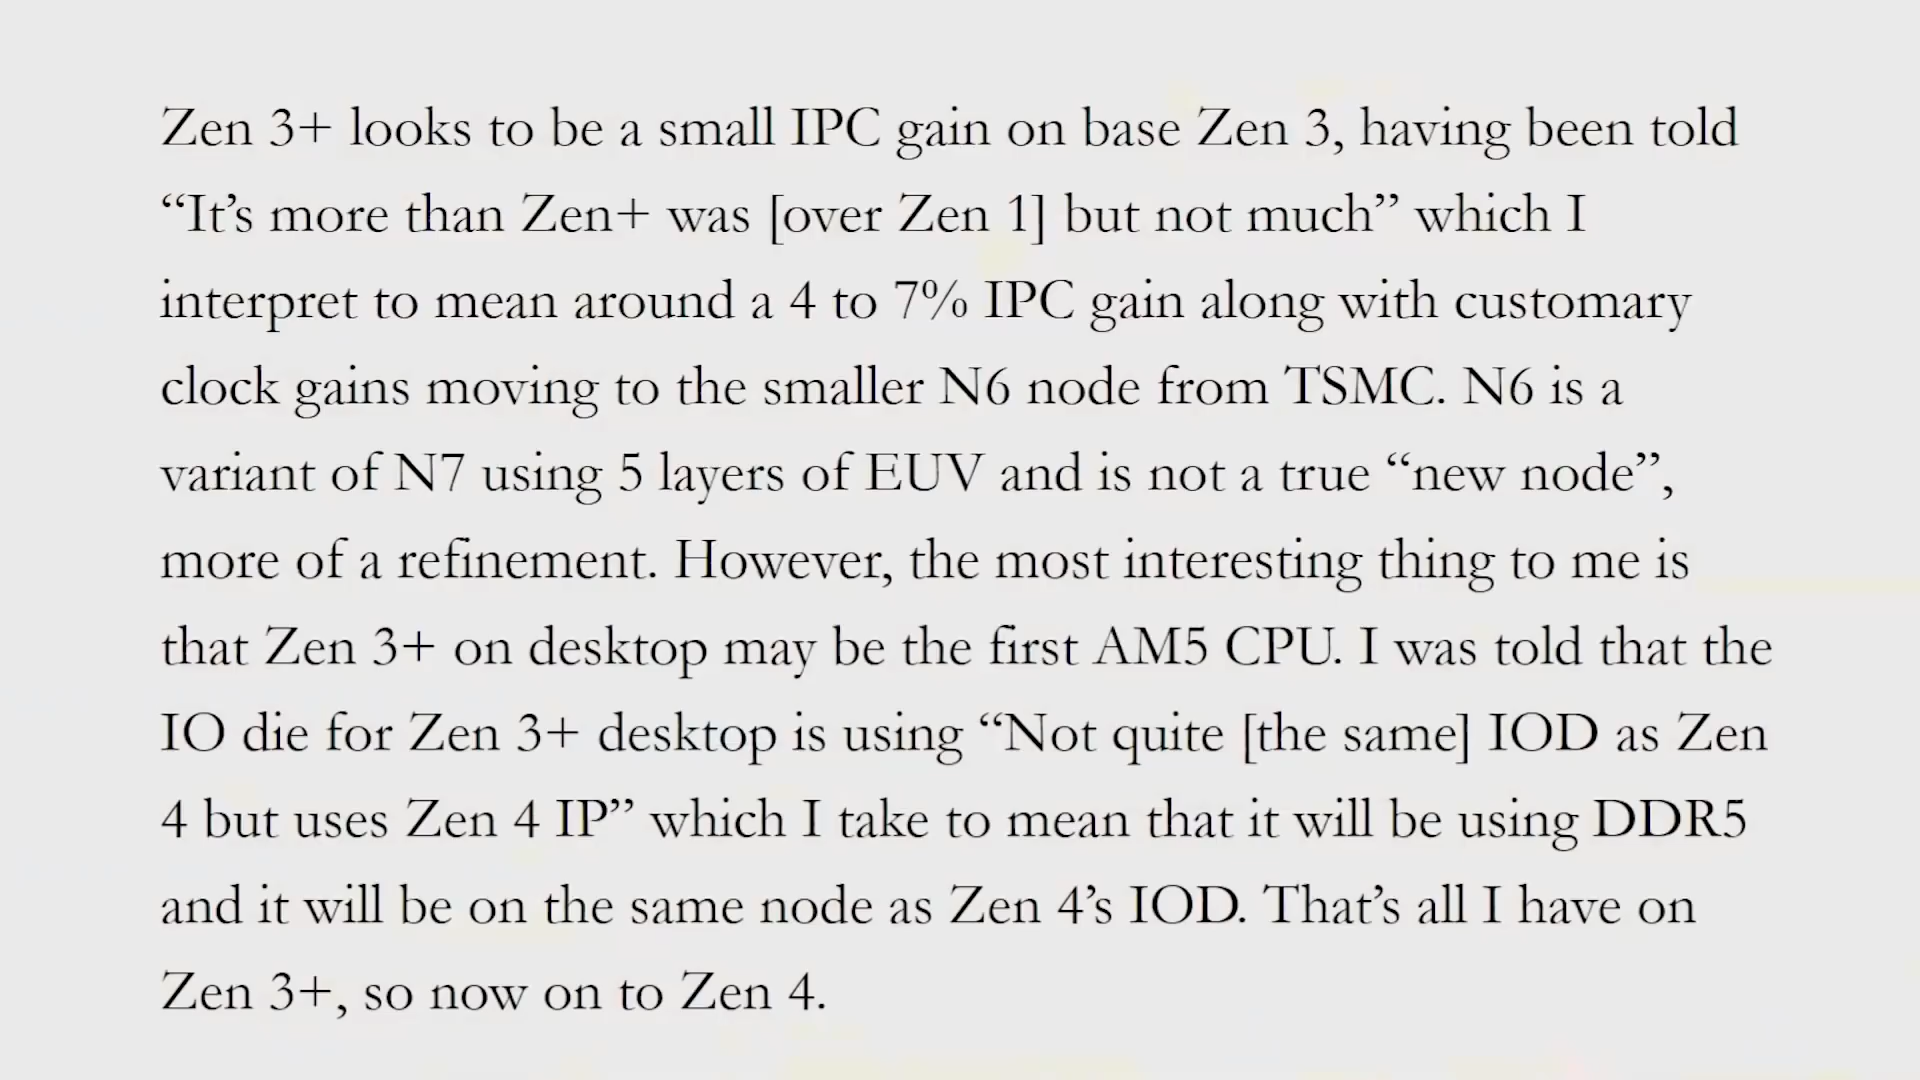 Zen 3+ looks to be a small IPC gain on base Zen 3, having been told
“It’s more than Zen+ was [over Zen 1] but not much” which I
interpret to mean around a 4 to 7% IPC gain along with customary
clock gains moving to the smaller N6 node from TSMC. N6 is a
variant of N7 using 5 layers of EUV and is not a true “new node”,
more of a refinement. However, the most interesting thing to me is
that Zen 3+ on desktop may be the first AM5 CPU. I was told that the
IO die for Zen 3+ desktop is using “Not quite [the same] IOD as Zen
4 but uses Zen 4 IP” which I take to mean that it will be using DDR5
and it will be on the same node as Zen 4’s IOD. That’s all I have on
Zen 3+, so now on to Zen 4.